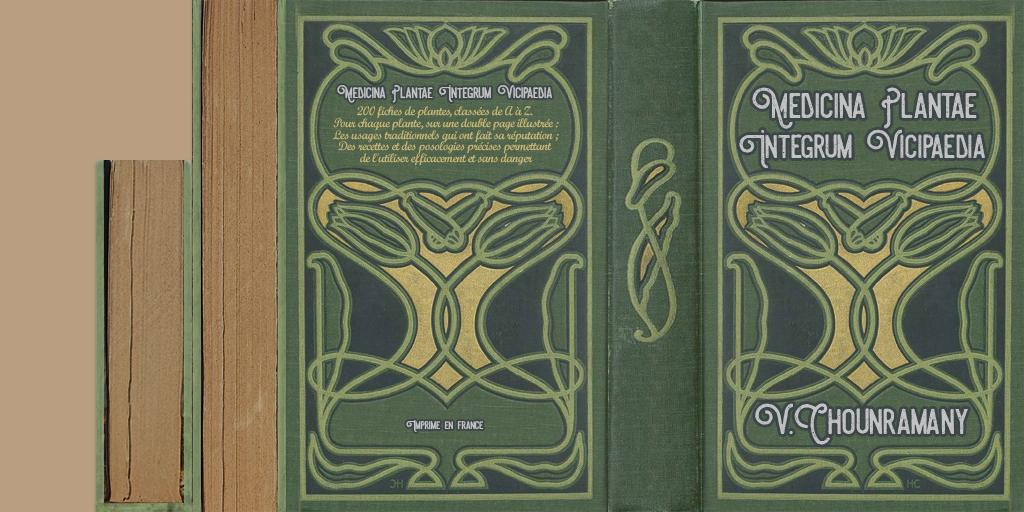 Medicina Plantae Integrum Vicipaedia
200 fiches de plantes, classées de A à Z.
Pour chaque plante, sur une double page illustrée :
Les usages traditionnels qui ont fait sa réputation ;
Des recettes et des posologies précises permettant
de l'utiliser efficacement et sans danger
Imprime en france
HC
Medicina Plantae
Integrum Vicipaedia
V. Chounramany
HC